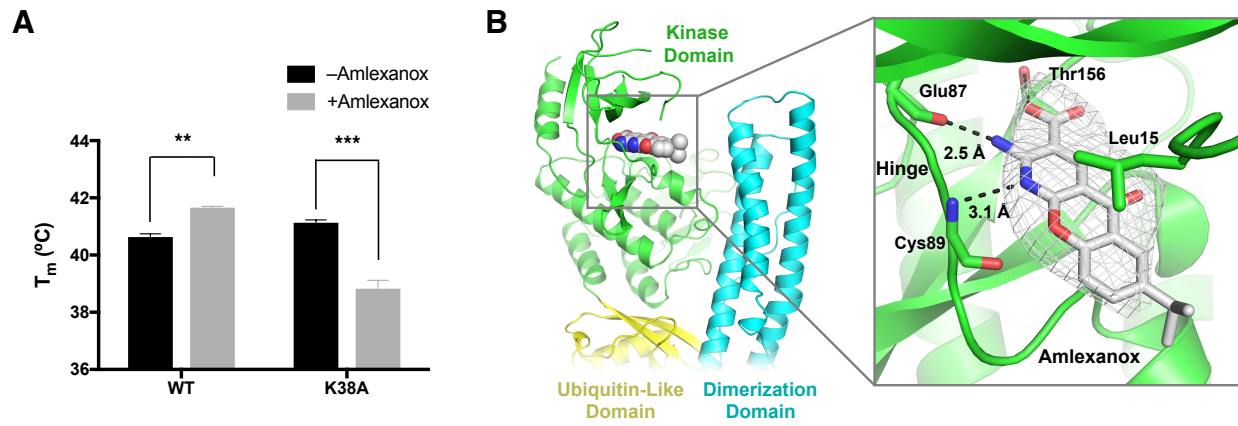 A
–Amlexanox
+Amlexanox
**
***
44
42
40
38
36
Tm (ºC)
WT
K38A
B
Kinase
Domain
Ubiquitin-Like
Domain
Dimerization
Domain
Thr156
Glu87
Leu15
2.5 Å
Hinge
3.1 Å
Cys89
Amlexanox